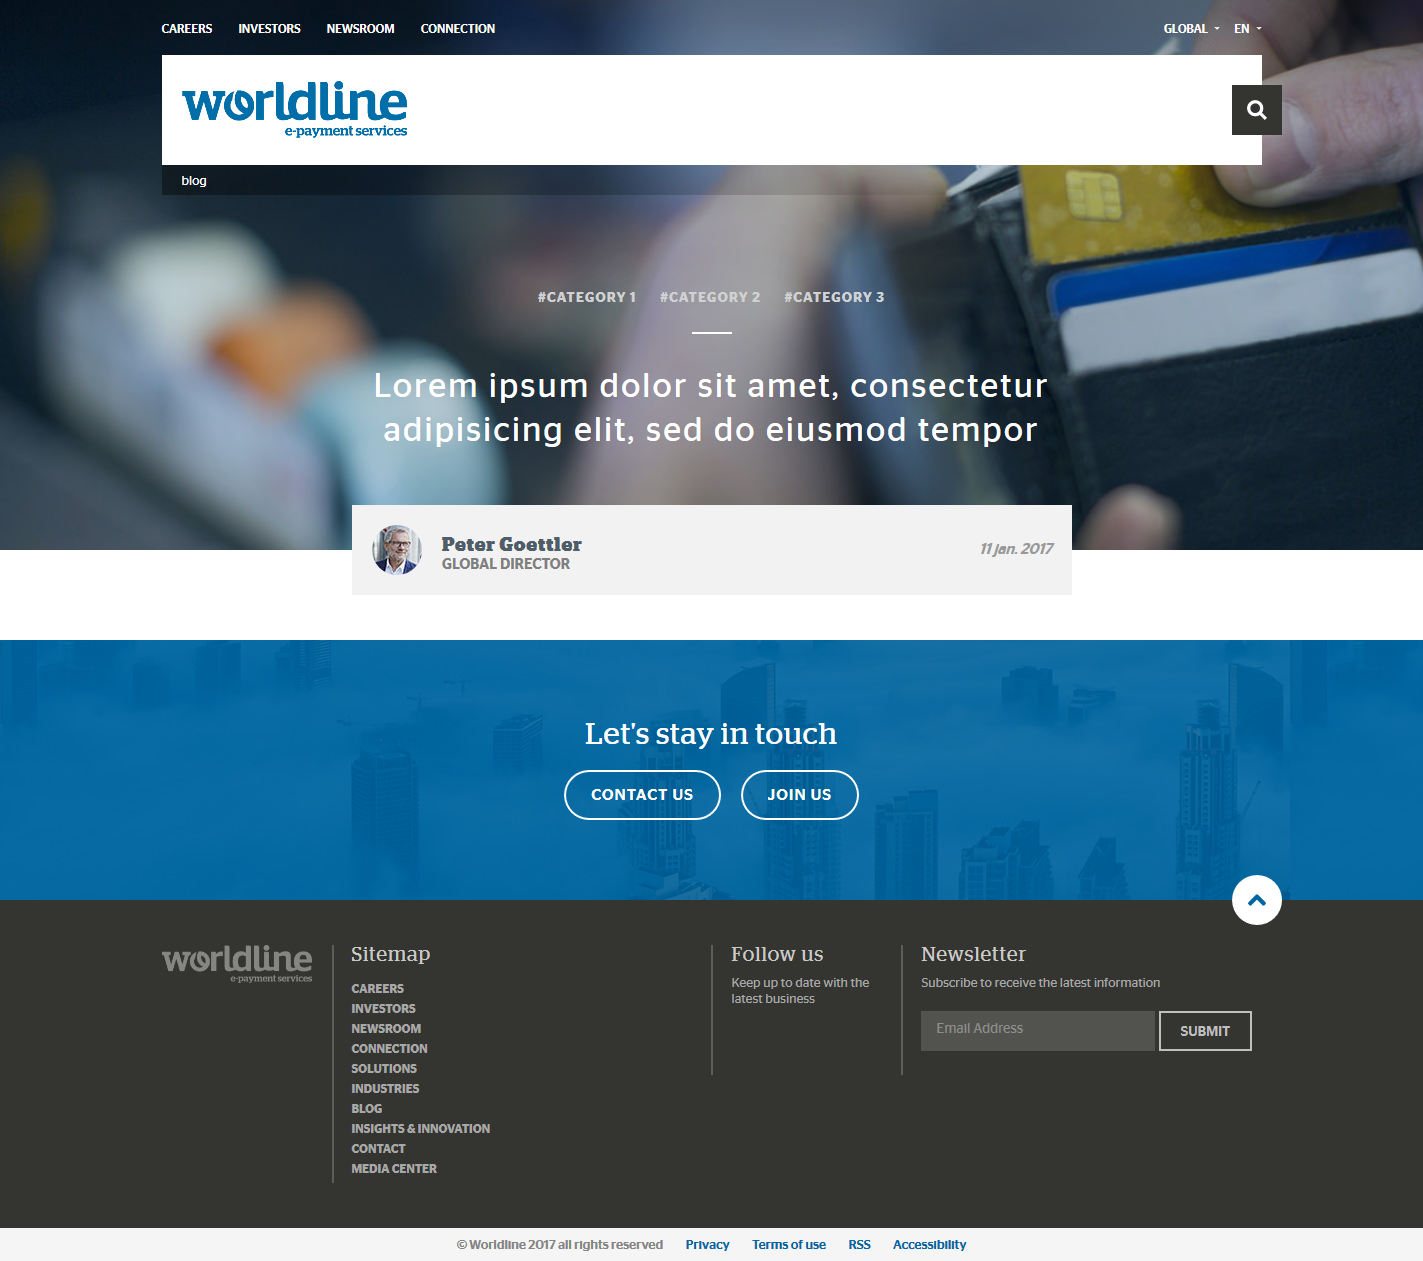 CAREERS INVESTORS NEWSROOM CONNECTION GLOBAL EN
worldline
e-payment services
blog
#CATEGORY 1 #CATEGORY 2 #CATEGORY 3
Lorem ipsum dolor sit amet, consectetur
adipisicing elit, sed do eiusmod tempor
Peter Goettler
GLOBAL DIRECTOR
11 jan. 2017
Let's stay in touch
CONTACT US JOIN US
worldline
e-payment services
Sitemap
CAREERS
INVESTORS
NEWSROOM
CONNECTION
SOLUTIONS
INDUSTRIES
BLOG
INSIGHTS & INNOVATION
CONTACT
MEDIA CENTER
Follow us
Keep up to date with the
latest business
Newsletter
Subscribe to receive the latest information
Email Address SUBMIT
© Worldline 2017 all rights reserved Privacy Terms of use RSS Accessibility